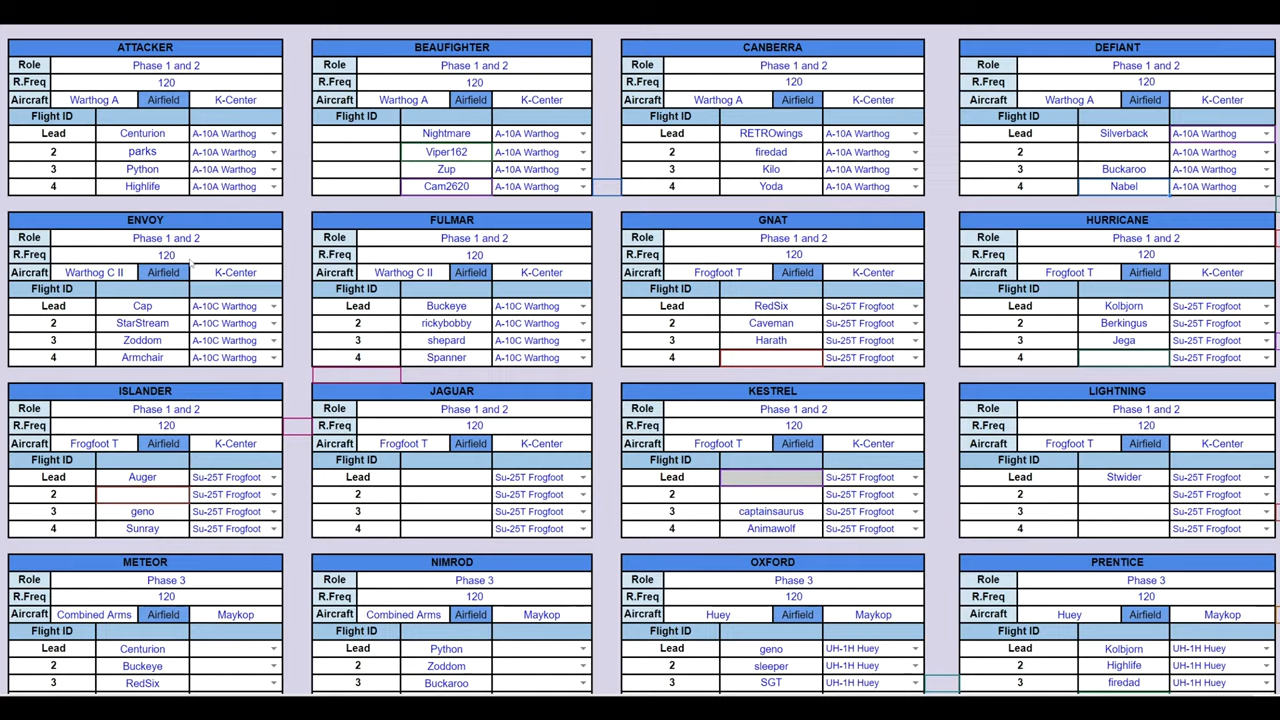 ATTACKER
Role Phase 1 and 2
R.Freq 120
Aircraft Warthog A Airfield K-Center
Flight ID
Lead Centurion A-10A Warthog
2 parks A-10A Warthog
3 Python A-10A Warthog
4 Highlife A-10A Warthog
BEAUFIGHTER
Role Phase 1 and 2
R.Freq 120
Aircraft Warthog A Airfield K-Center
Flight ID
Nightmare A-10A Warthog
Viper162 A-10A Warthog
Zup A-10A Warthog
Cam2620 A-10A Warthog
CANBERRA
Role Phase 1 and 2
R.Freq 120
Aircraft Warthog A Airfield K-Center
Flight ID
Lead RETROwings A-10A Warthog
2 firedad A-10A Warthog
3 Kilo A-10A Warthog
4 Yoda A-10A Warthog
DEFIANT
Role Phase 1 and 2
R.Freq 120
Aircraft Warthog A Airfield K-Center
Flight ID
Lead Silverback A-10A Warthog
2 A-10A Warthog
3 Buckaroo A-10A Warthog
4 Nabel A-10A Warthog
ENVOY
Role Phase 1 and 2
R.Freq 120
Aircraft Warthog C II Airfield K-Center
Flight ID
Lead Cap A-10C Warthog
2 StarStream A-10C Warthog
3 Zoddom A-10C Warthog
4 Armchair A-10C Warthog
FULMAR
Role Phase 1 and 2
R.Freq 120
Aircraft Warthog C II Airfield K-Center
Flight ID
Lead Buckeye A-10C Warthog
2 rickybobby A-10C Warthog
3 shepard A-10C Warthog
4 Spanner A-10C Warthog
GNAT
Role Phase 1 and 2
R.Freq 120
Aircraft Frogfoot T Airfield K-Center
Flight ID
Lead RedSix Su-25T Frogfoot
2 Caveman Su-25T Frogfoot
3 Harath Su-25T Frogfoot
4 Su-25T Frogfoot
HURRICANE
Role Phase 1 and 2
R.Freq 120
Aircraft Frogfoot T Airfield K-Center
Flight ID
Lead Kolbjorn Su-25T Frogfoot
2 Berkingus Su-25T Frogfoot
3 Jega Su-25T Frogfoot
4 Su-25T Frogfoot
ISLANDER
Role Phase 1 and 2
R.Freq 120
Aircraft Frogfoot T Airfield K-Center
Flight ID
Lead Auger Su-25T Frogfoot
2 Su-25T Frogfoot
3 geno Su-25T Frogfoot
4 Sunray Su-25T Frogfoot
JAGUAR
Role Phase 1 and 2
R.Freq 120
Aircraft Frogfoot T Airfield K-Center
Flight ID
Lead Su-25T Frogfoot
2 Su-25T Frogfoot
3 Su-25T Frogfoot
4 Su-25T Frogfoot
KESTREL
Role Phase 1 and 2
R.Freq 120
Aircraft Frogfoot T Airfield K-Center
Flight ID
Lead Su-25T Frogfoot
2 Su-25T Frogfoot
3 captainsaurus Su-25T Frogfoot
4 Animawolf Su-25T Frogfoot
LIGHTNING
Role Phase 1 and 2
R.Freq 120
Aircraft Frogfoot T Airfield K-Center
Flight ID
Lead Stwider Su-25T Frogfoot
2 Su-25T Frogfoot
3 Su-25T Frogfoot
4 Su-25T Frogfoot
METEOR
Role Phase 3
R.Freq 120
Aircraft Combined Arms Airfield Maykop
Flight ID
Lead Centurion
2 Buckeye
3 RedSix
NIMROD
Role Phase 3
R.Freq 120
Aircraft Combined Arms Airfield Maykop
Flight ID
Lead Python
2 Zoddom
3 Buckaroo
OXFORD
Role Phase 3
R.Freq 120
Aircraft Huey Airfield Maykop
Flight ID
Lead geno UH-1H Huey
2 sleeper UH-1H Huey
3 SGT UH-1H Huey
PRENTICE
Role Phase 3
R.Freq 120
Aircraft Huey Airfield Maykop
Flight ID
Lead Kolbjorn UH-1H Huey
2 Highlife UH-1H Huey
3 firedad UH-1H Huey